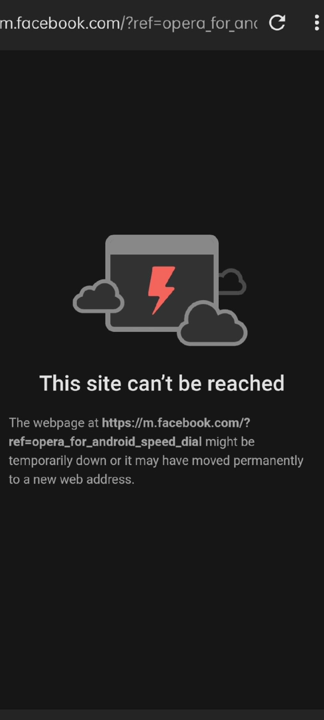 m.facebook.com/?ref=opera_for_and
This site can't be reached
The webpage at https://m.facebook.com/?
ref=opera_for_android_speed_dial might be
temporarily down or it may have moved permanently
to a new web address.